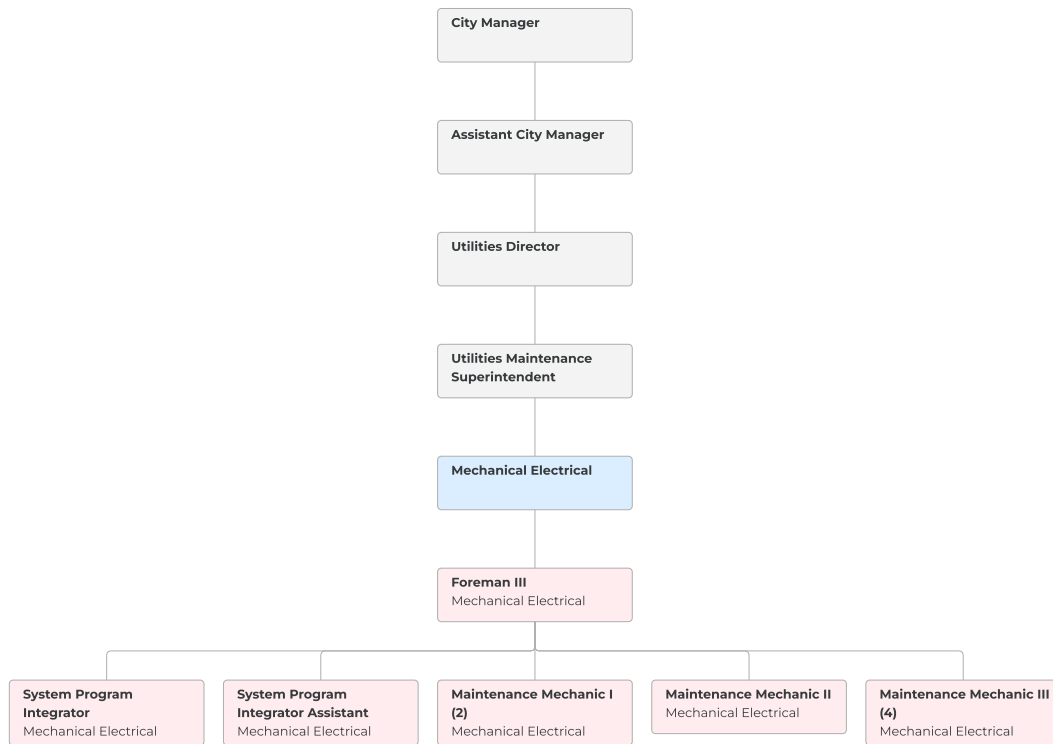 City Manager
Assistant City Manager
Utilities Director
Utilities Maintenance
Superintendent
Mechanical Electrical
Foreman III
Mechanical Electrical
System Program
Integrator
Mechanical Electrical
System Program
Integrator Assistant
Mechanical Electrical
Maintenance Mechanic I
(2)
Mechanical Electrical
Maintenance Mechanic II
Mechanical Electrical
Maintenance Mechanic III
(4)
Mechanical Electrical